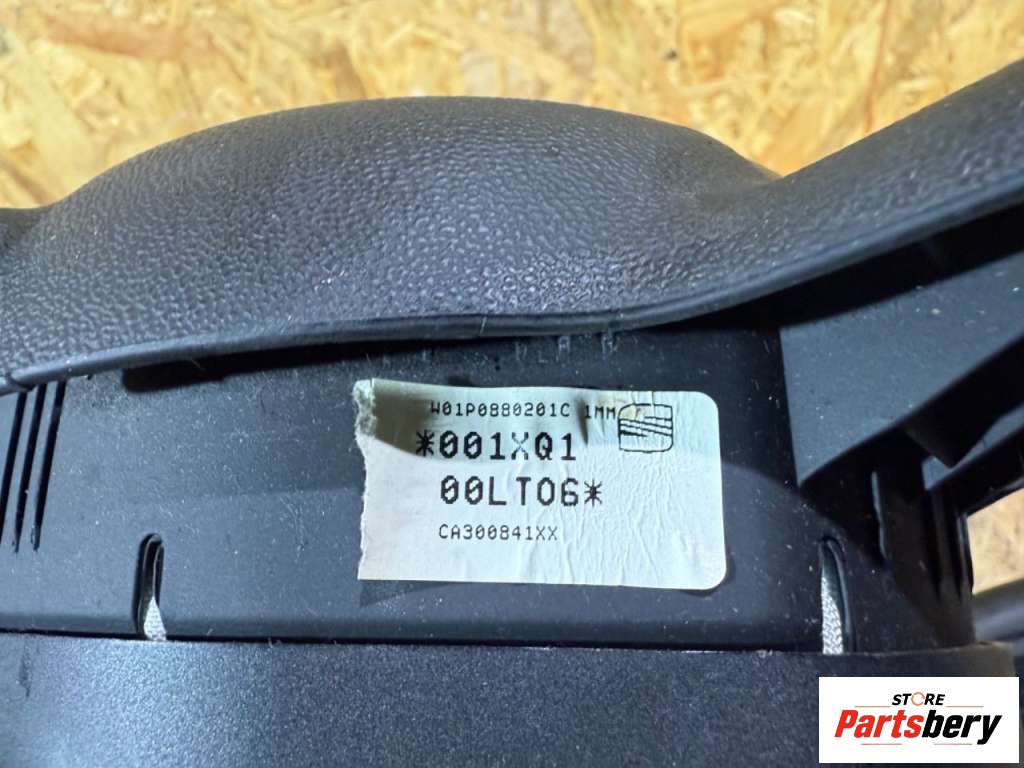 W01P0880201C 1MM
*001XQ1
00LT06*
CA300841XX
STORE
Partsbery